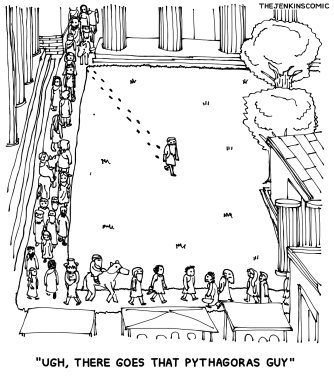 THEJENKINSCOMIC
"UGH, THERE GOES THAT PYTHAGORAS GUY"